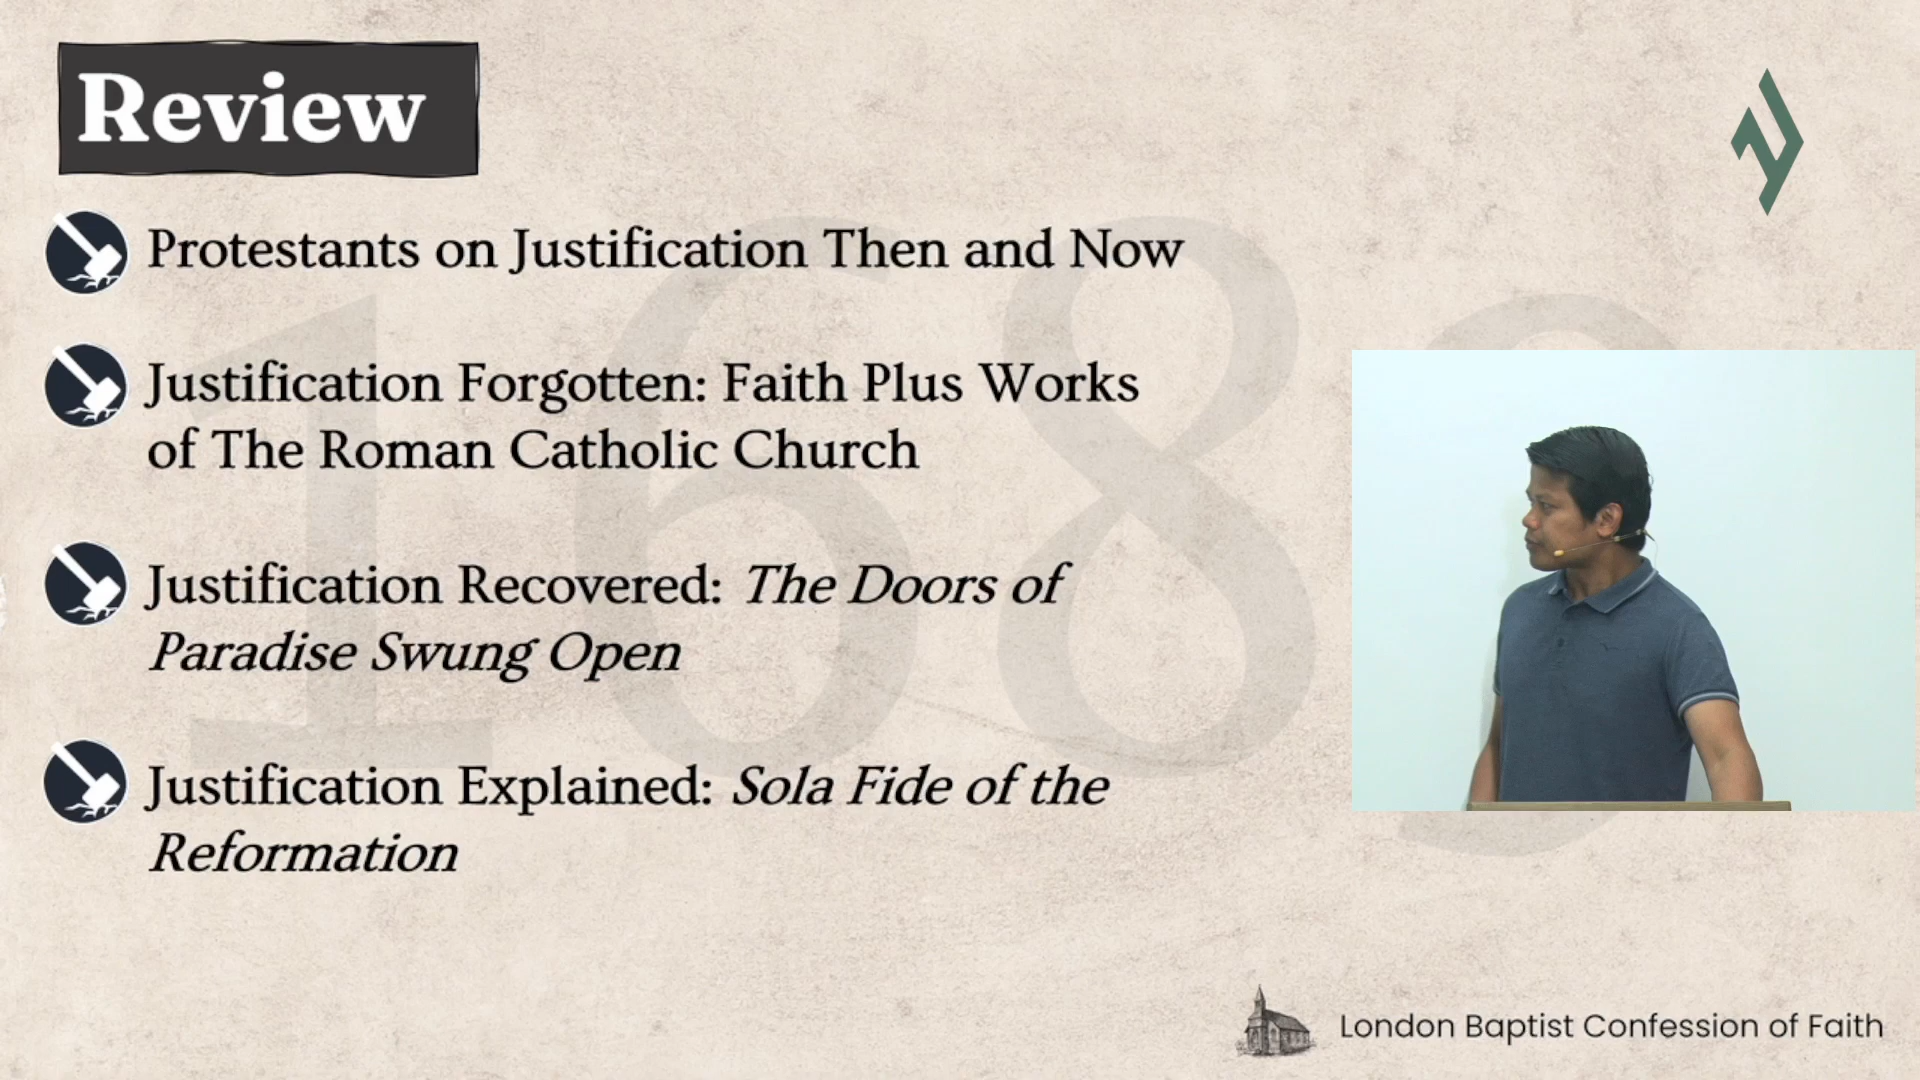 Review
Protestants on Justification Then and Now
Justification Forgotten: Faith Plus Works
of The Roman Catholic Church
Justification Recovered: The Doors of
Paradise Swung Open
Justification Explained: Sola Fide of the
Reformation
1689
London Baptist Confession of Faith